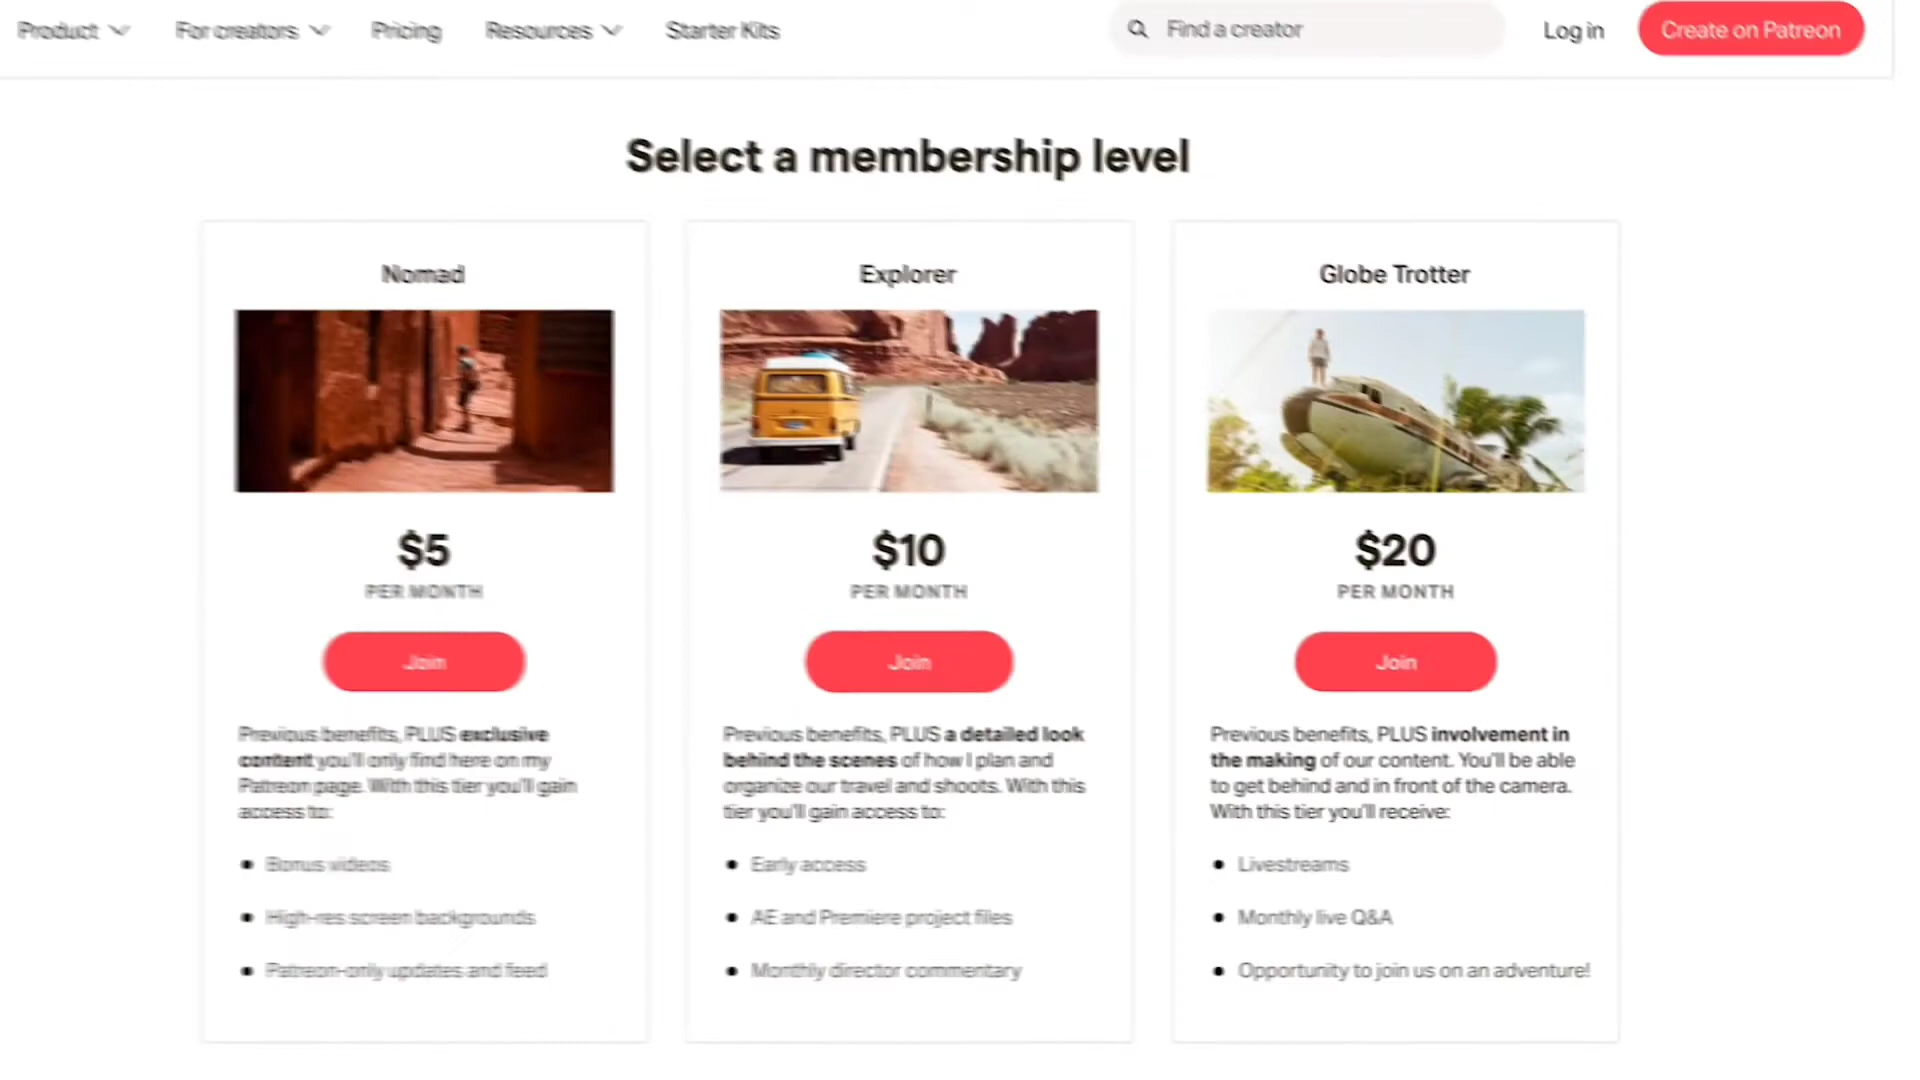 Product For creators Pricing Resources Starter Kits Find a creator Log in Create on Patreon
Select a membership level
Nomad
$5
PER MONTH
Join
Previous benefits, PLUS exclusive
content you'll only find here on my
Patreon page. With this tier you'll gain
access to:
Bonus videos
High-res screen backgrounds
Patreon-only updates and feed
Explorer
$10
PER MONTH
Join
Previous benefits, PLUS a detailed look
behind the scenes of how I plan and
organize our travel and shoots. With this
tier you'll gain access to:
Early access
AE and Premiere project files
Monthly director commentary
Globe Trotter
$20
PER MONTH
Join
Previous benefits, PLUS involvement in
the making of our content. You'll be able
to get behind and in front of the camera.
With this tier you'll receive:
Livestreams
Monthly live Q&A
Opportunity to join us on an adventure!